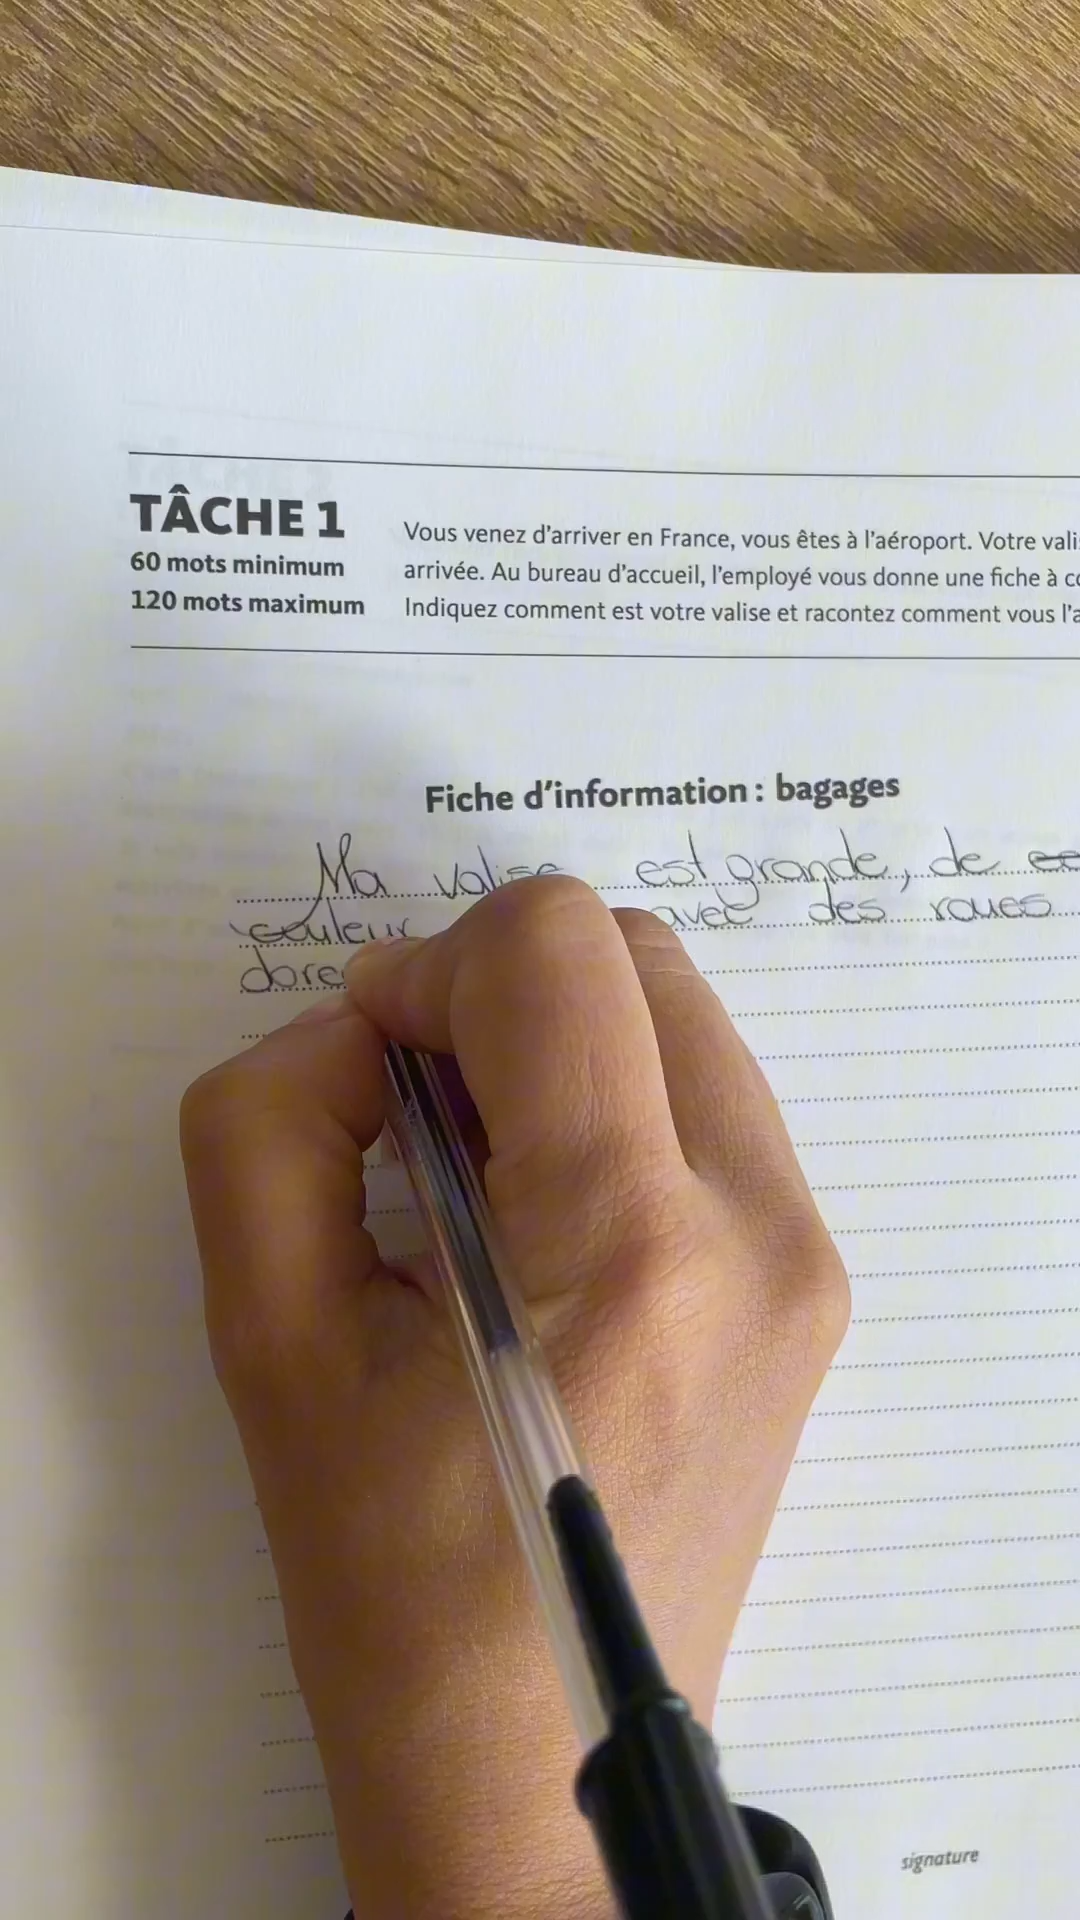 TÂCHE 1
60 mots minimum
120 mots maximum
Vous venez d'arriver en France, vous êtes à l'aéroport. Votre vali
arrivée. Au bureau d'accueil, l'employé vous donne une fiche à co
Indiquez comment est votre valise et racontez comment vous l'a
Fiche d'information : bagages
Ma valise est grande, de
couleur avec des roues
dore
signature